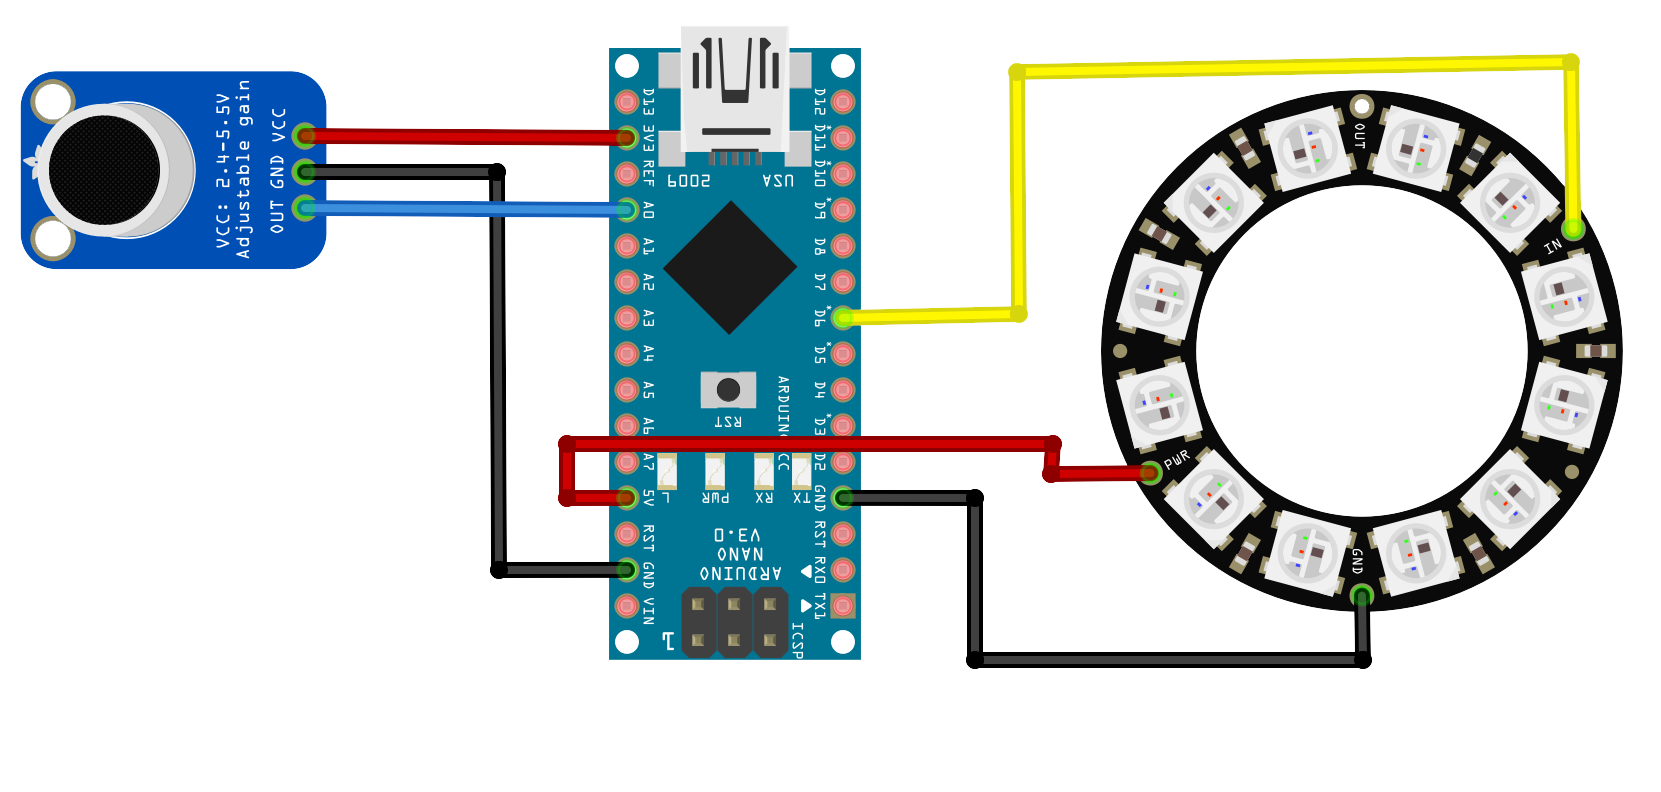 VCC: 2.4-5.5V
Adjustable gain
OUT GND VCC
D13
3V3
REF
A0
A1
A2
A3
A4
A5
A6
A7
5V
RST
GND
VIN
D12
D11*
D10*
D9*
D8
D7
D6*
D5*
D4
D3*
D2
GND
RST
RX0
TX1
2009
USA
RST
L
PWR
RX
TX
ARDUINO
NANO
V3.0
ICSP
1
OUT
IN
PWR
GND